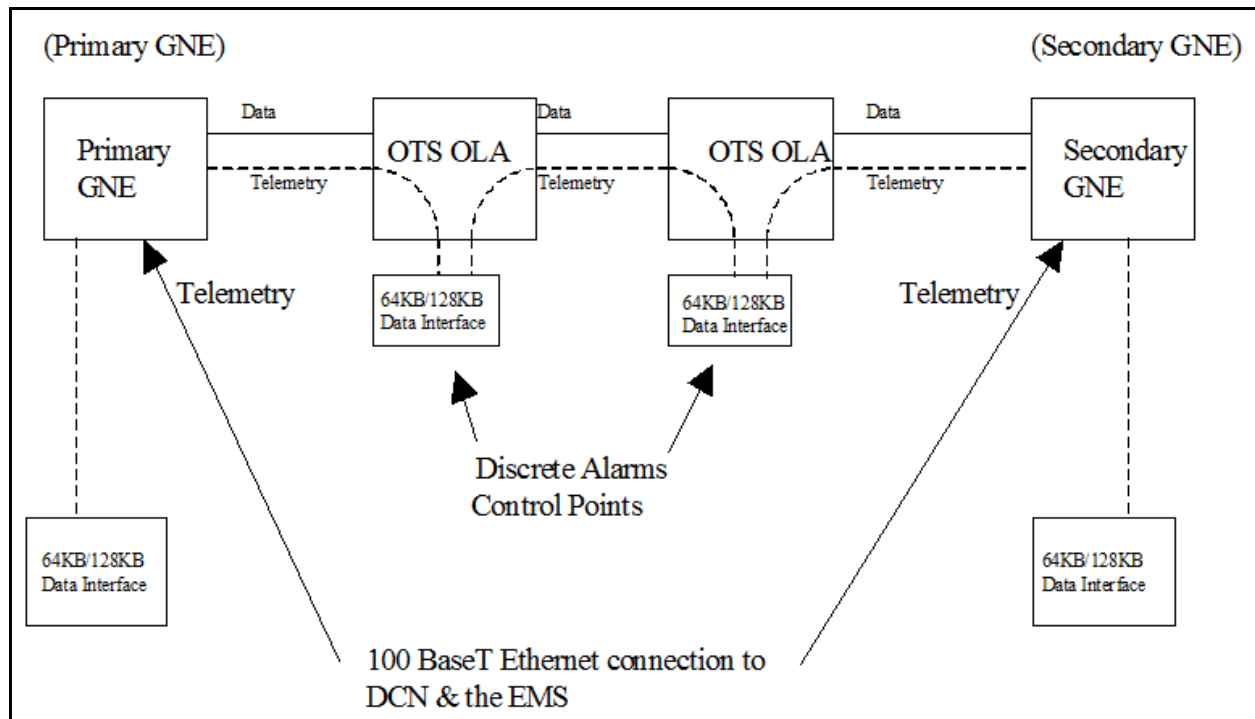 (Primary GNE)
(Secondary GNE)
Data
Data
Data
Primary
GNE
OTS OLA
OTS OLA
Secondary
GNE
Telemetry
Telemetry
Telemetry
Telemetry
Telemetry
64KB/128KB
Data Interface
64KB/128KB
Data Interface
Discrete Alarms
Control Points
64KB/128KB
Data Interface
64KB/128KB
Data Interface
100 BaseT Ethernet connection to
DCN & the EMS